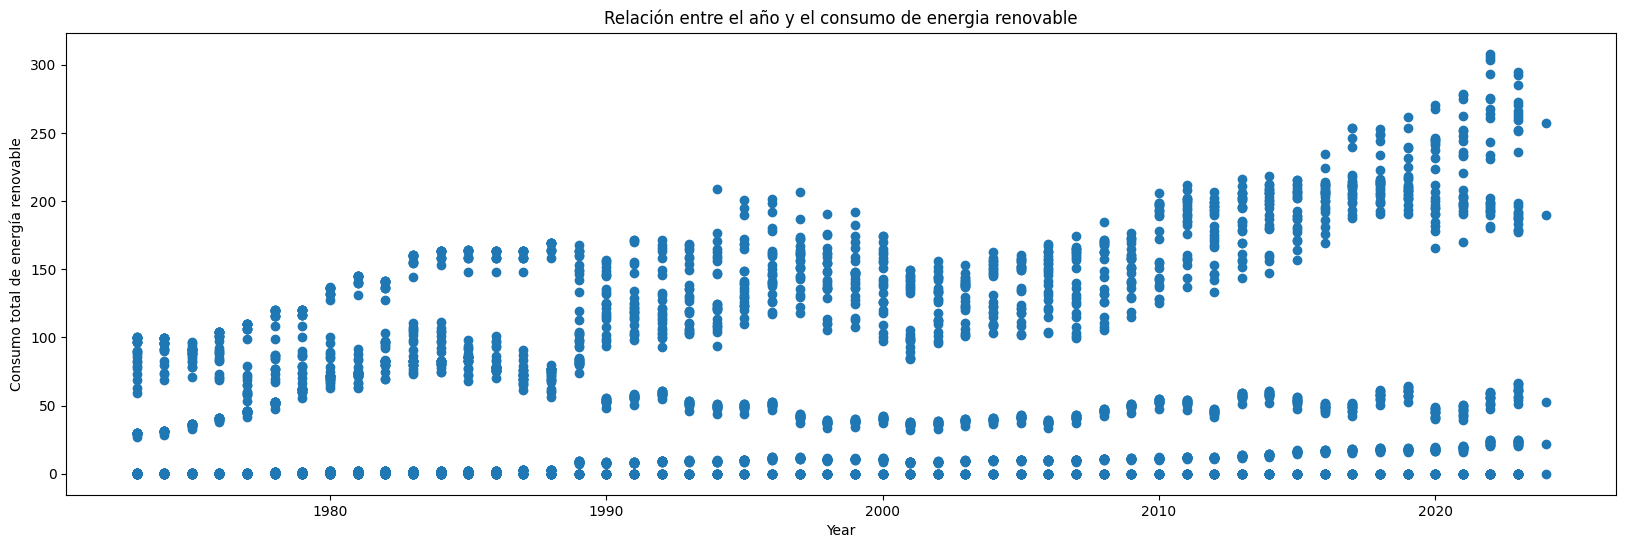 Relación entre el año y el consumo de energia renovable
Consumo total de energía renovable
300
250
200
150
100
50
0
1980 1990 2000 2010 2020
Year